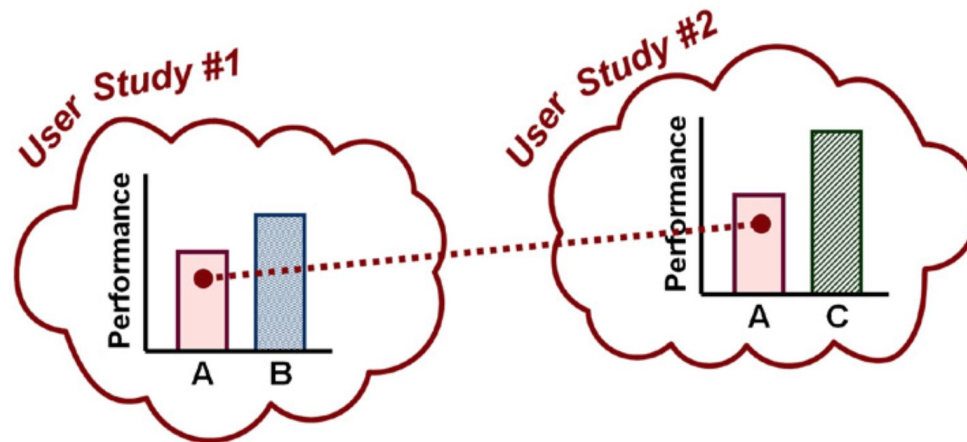 User Study #1
Performance
A
B
User Study #2
Performance
A
C